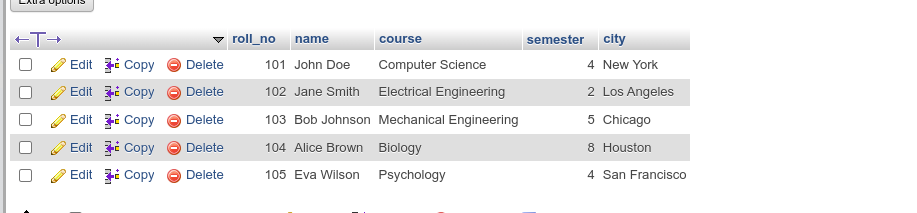 Extra options
roll_no name course semester city
Edit Copy Delete 101 John Doe Computer Science 4 New York
Edit Copy Delete 102 Jane Smith Electrical Engineering 2 Los Angeles
Edit Copy Delete 103 Bob Johnson Mechanical Engineering 5 Chicago
Edit Copy Delete 104 Alice Brown Biology 8 Houston
Edit Copy Delete 105 Eva Wilson Psychology 4 San Francisco